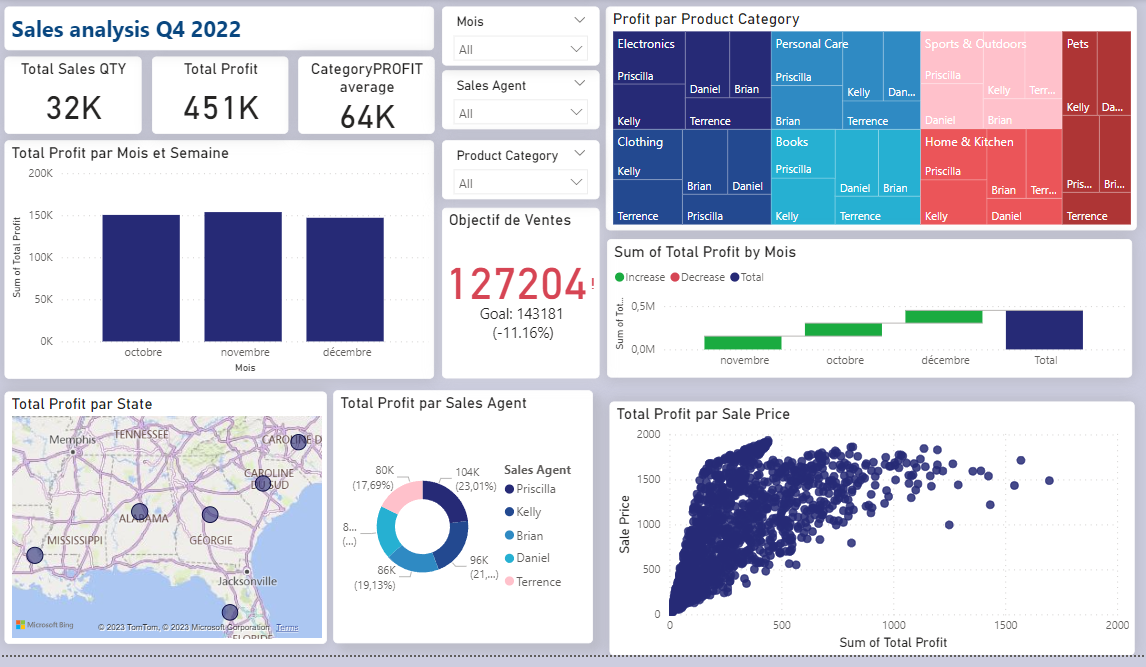 Sales analysis Q4 2022
Total Sales QTY
32K
Total Profit
451K
CategoryPROFIT
average
64K
Mois
All
Sales Agent
All
Product Category
All
Total Profit par Mois et Semaine
Sum of Total Profit
200K
150K
100K
50K
0K
octobre
novembre
décembre
Mois
Objectif de Ventes
127204!
Goal: 143181
(-11.16%)
Profit par Product Category
Electronics
Priscilla
Kelly
Daniel
Brian
Terrence
Personal Care
Priscilla
Brian
Kelly
Dan...
Terrence
Sports & Outdoors
Priscilla
Daniel
Kelly
Terr...
Brian
Pets
Kelly
Da...
Pris...
Bri...
Terrence
Clothing
Kelly
Terrence
Brian
Daniel
Priscilla
Books
Priscilla
Kelly
Daniel
Brian
Terrence
Home & Kitchen
Priscilla
Kelly
Brian
Terr...
Daniel
Sum of Total Profit by Mois
Increase
Decrease
Total
Sum of Tot...
0,5M
0,0M
novembre
octobre
décembre
Total
Total Profit par State
Memphis
TENNESSEE
CAROLINE D
CAROLINE
DU SUD
ALABAMA
MISSISSIPPI
GÉORGIE
Jacksonville
FLORIDE
Microsoft Bing
© 2023 TomTom, © 2023 Microsoft Corporation
Terms
Total Profit par Sales Agent
80K
(17,69%)
104K
(23,01%)
8...
(...)
86K
(19,13%)
96K
(21,...)
Sales Agent
Priscilla
Kelly
Brian
Daniel
Terrence
Total Profit par Sale Price
Sale Price
2000
1500
1000
500
0
0
500
1000
1500
2000
Sum of Total Profit